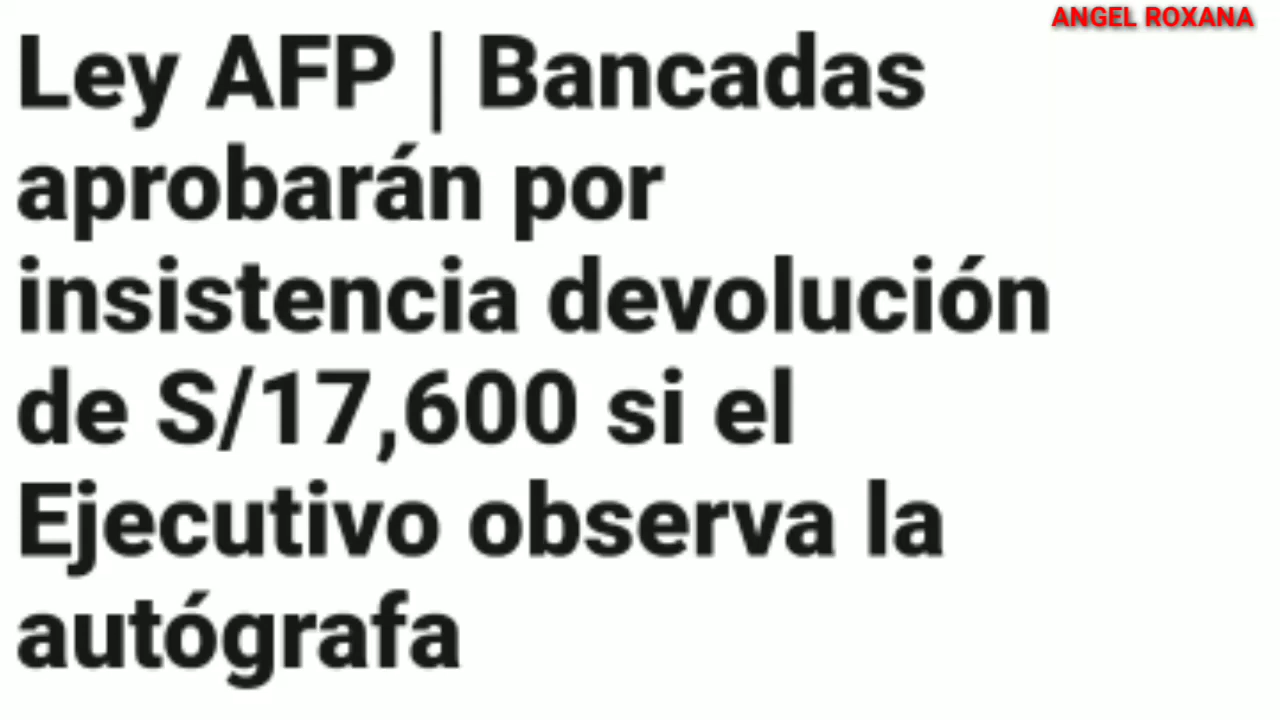 ANGEL ROXANA
Ley AFP | Bancadas
aprobarán por
insistencia devolución
de S/17,600 si el
Ejecutivo observa la
autógrafa